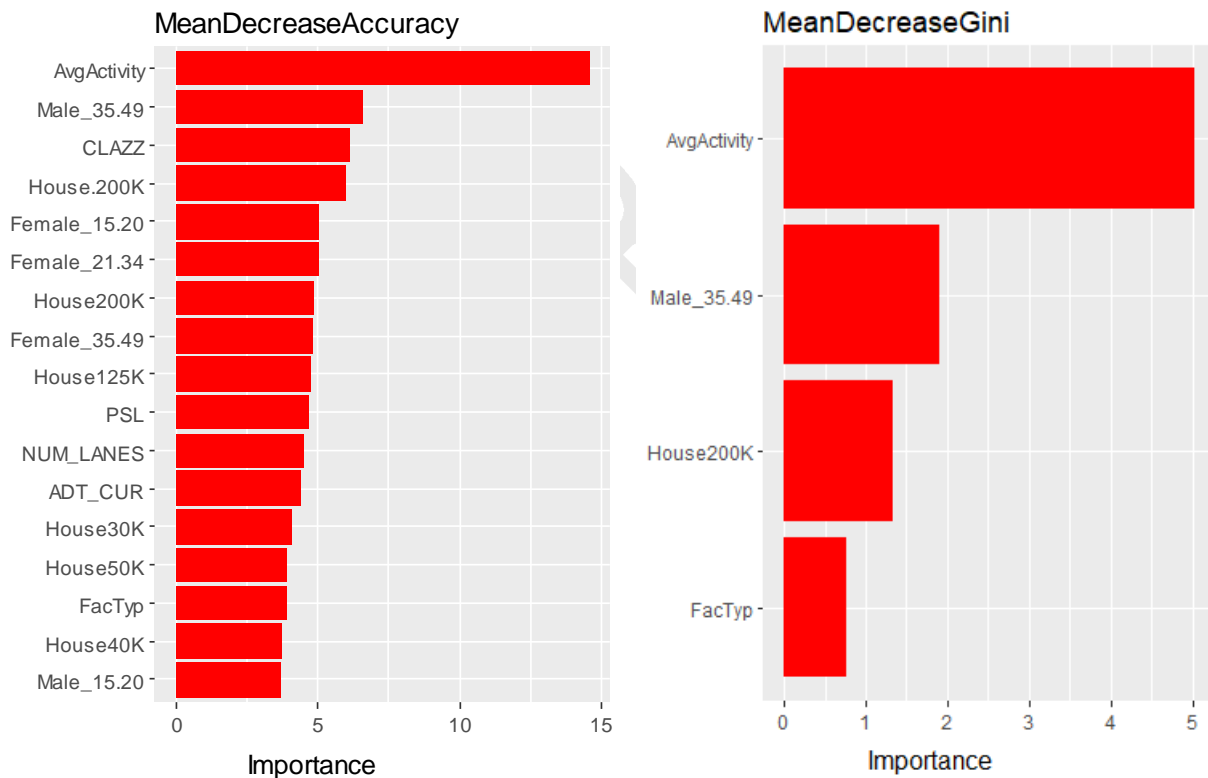 MeanDecreaseAccuracy
AvgActivity
Male_35.49
CLAZZ
House.200K
Female_15.20
Female_21.34
House200K
Female_35.49
House125K
PSL
NUM_LANES
ADT_CUR
House30K
House50K
FacTyp
House40K
Male_15.20
0 5 10 15
Importance
MeanDecreaseGini
AvgActivity
Male_35.49
House200K
FacTyp
0 1 2 3 4 5
Importance